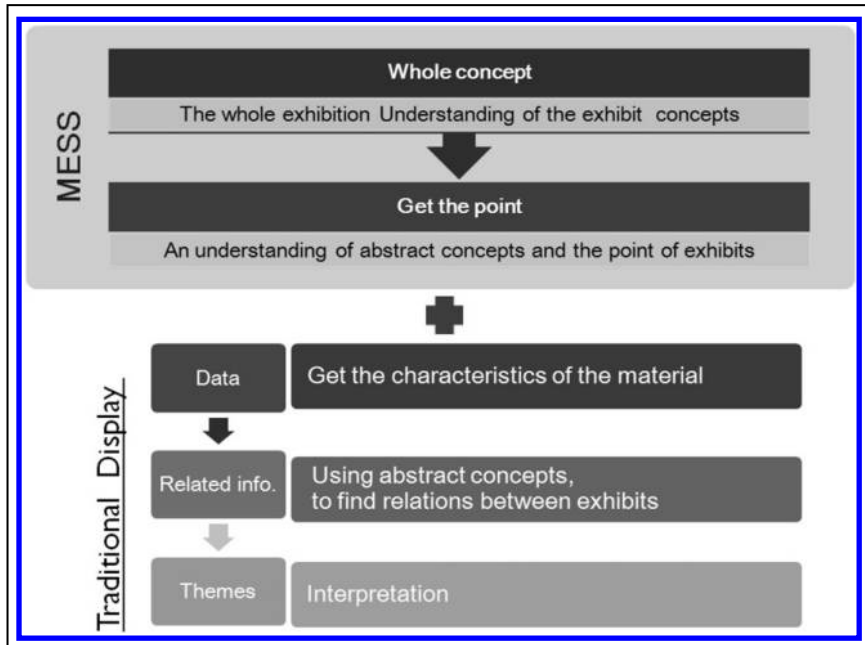 MESS
Whole concept
The whole exhibition Understanding of the exhibit concepts
Get the point
An understanding of abstract concepts and the point of exhibits
Traditional Display
Data
Get the characteristics of the material
Related info.
Using abstract concepts,
to find relations between exhibits
Themes
Interpretation